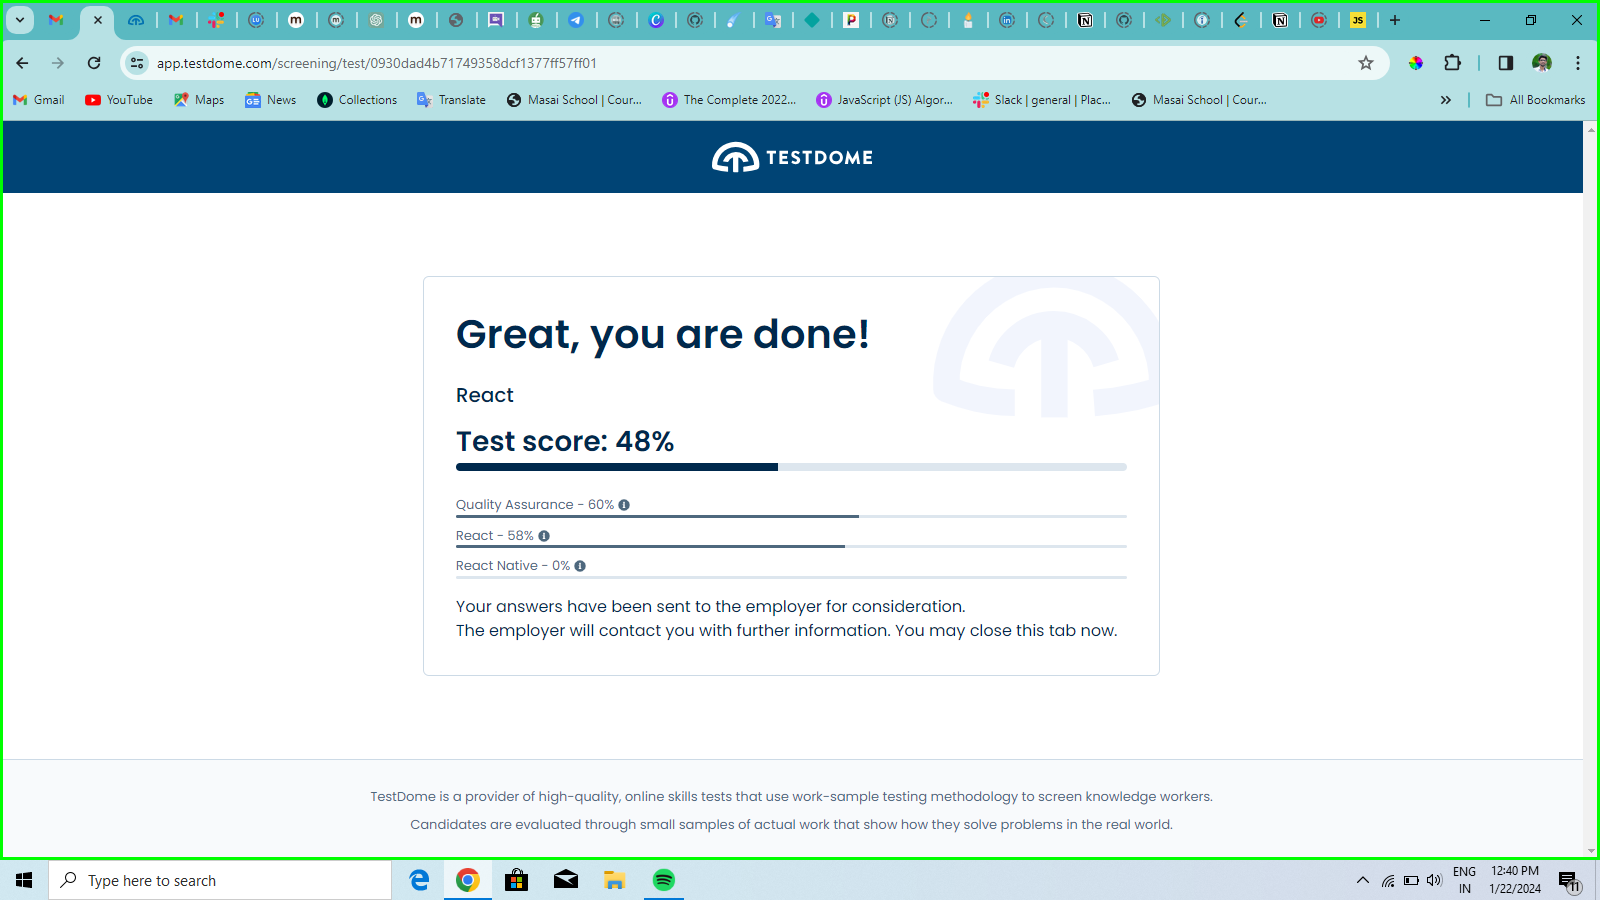 app.testdome.com/screening/test/0930dad4b71749358dcf1377ff57ff01
Gmail
YouTube
Maps
News
Collections
Translate
Masai School | Cour...
The Complete 2022...
JavaScript (JS) Algor...
Slack | general | Plac...
Masai School | Cour...
All Bookmarks
TESTDOME
Great, you are done!
React
Test score: 48%
Quality Assurance - 60%
React - 58%
React Native - 0%
Your answers have been sent to the employer for consideration.
The employer will contact you with further information. You may close this tab now.
TestDome is a provider of high-quality, online skills tests that use work-sample testing methodology to screen knowledge workers.
Candidates are evaluated through small samples of actual work that show how they solve problems in the real world.
Type here to search
ENG
IN
12:40 PM
1/22/2024
11